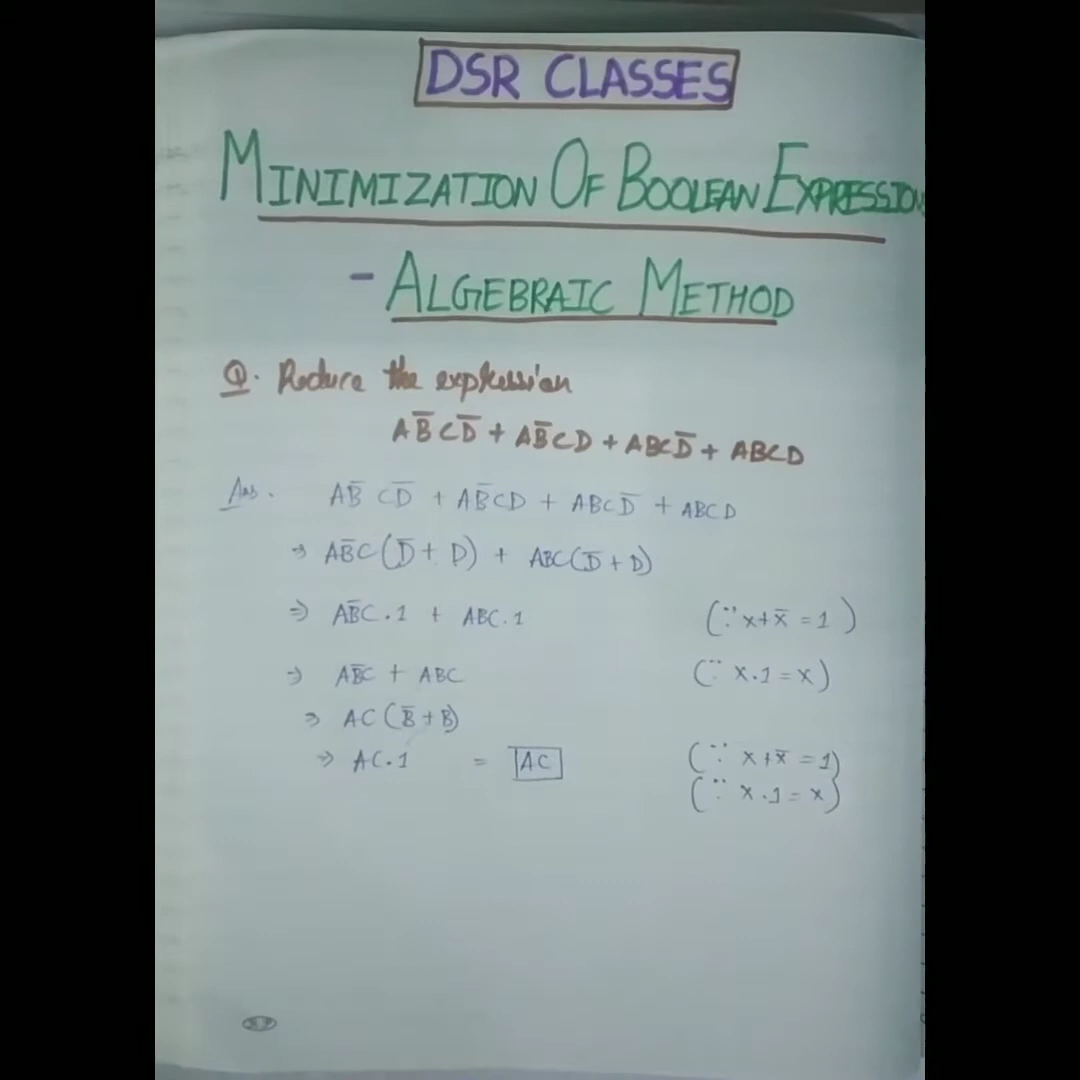 DSR CLASSES
MINIMIZATION OF BOOLEAN EXPRESSION
- ALGEBRAIC METHOD
Q. Reduce the expression
AB̅CD̅ + AB̅CD + ABCD̅ + ABCD
Ans. AB̅CD̅ + AB̅CD + ABCD̅ + ABCD
⇒ AB̅C(D̅+D) + ABC(D̅+D)
⇒ AB̅C.1 + ABC.1 (∵ x+x̅ = 1)
⇒ AB̅C + ABC (∵ x.1 = x)
⇒ AC(B̅+B)
⇒ AC.1 = AC (∵ x+x̅ = 1)
(∵ x.1 = x)